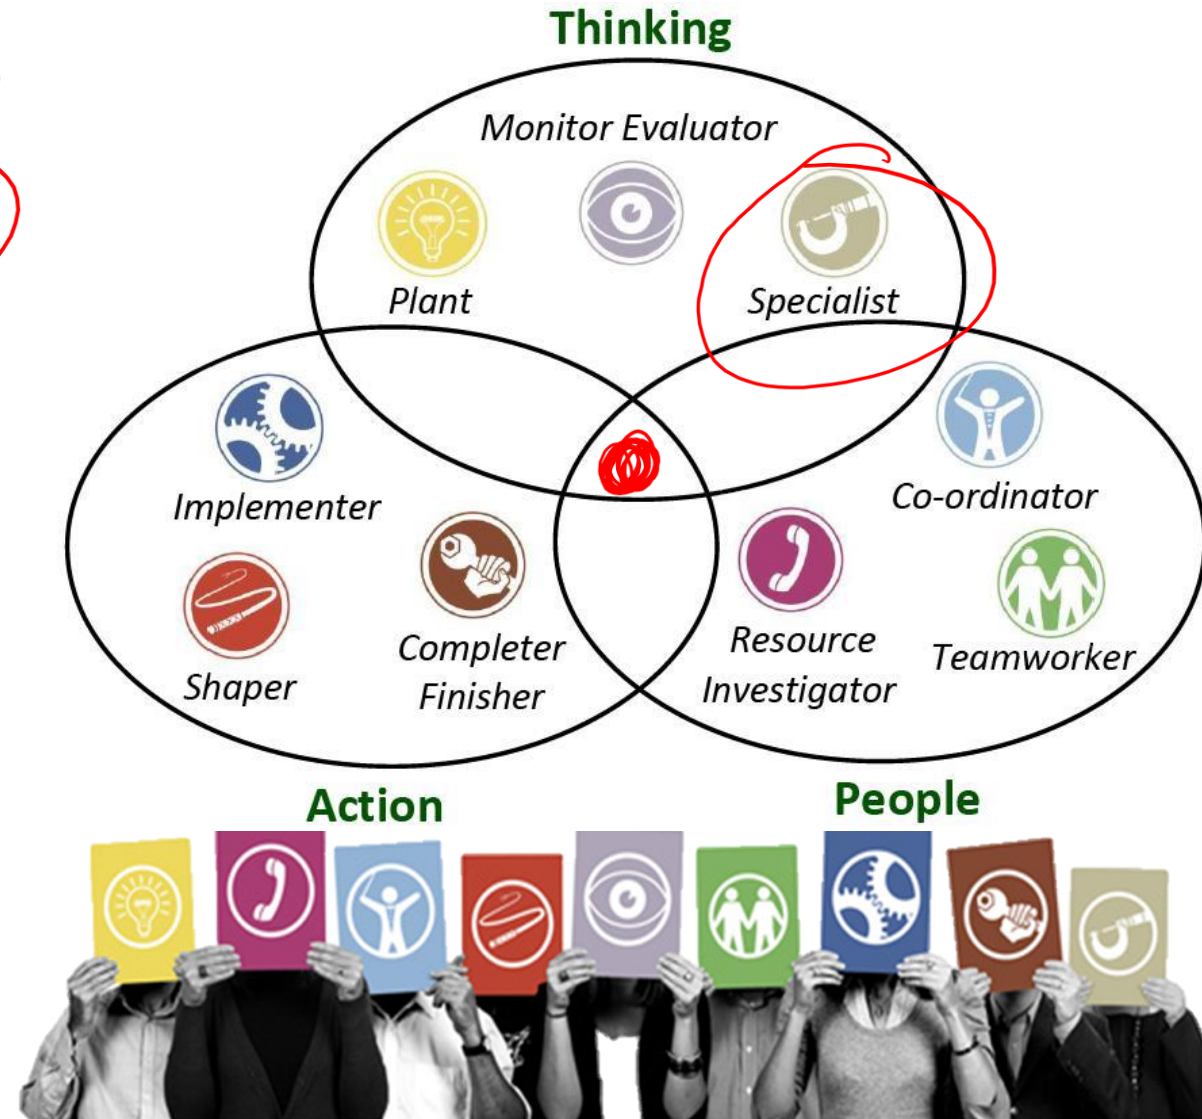 Thinking
Monitor Evaluator
Plant
Specialist
Implementer
Co-ordinator
Shaper
Completer
Finisher
Resource
Investigator
Teamworker
Action
People